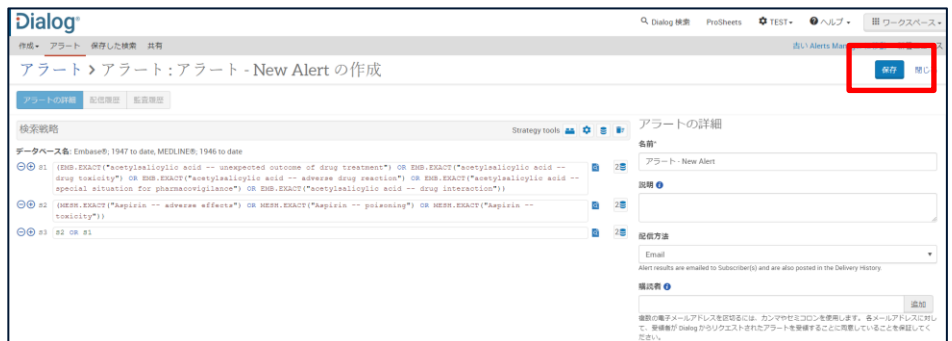 Dialog®
Dialog 検索 ProSheets TEST ヘルプ ワークスペース
作成 アラート 保存した検索 共有
古い Alerts Man
アラート > アラート : アラート - New Alert の作成
保存 閉じ
アラートの詳細 配信履歴 監査履歴
検索戦略
Strategy tools
データベース名: Embase®; 1947 to date, MEDLINE®; 1946 to date
S1 (EMB.EXACT("acetylsalicylic acid -- unexpected outcome of drug treatment") OR EMB.EXACT("acetylsalicylic acid --
drug toxicity") OR EMB.EXACT("acetylsalicylic acid -- adverse drug reaction") OR EMB.EXACT("acetylsalicylic acid --
special situation for pharmacovigilance") OR EMB.EXACT("acetylsalicylic acid -- drug interaction"))
2
S2 (MESH.EXACT("Aspirin -- adverse effects") OR MESH.EXACT("Aspirin -- poisoning") OR MESH.EXACT("Aspirin --
toxicity"))
2
S3 S2 OR S1
2
アラートの詳細
名前*
アラート - New Alert
説明
配信方法
Email
Alert results are emailed to Subscriber(s) and are also posted in the Delivery History.
購読者
追加
複数の電子メールアドレスを区切るには、カンマやセミコロンを使用します。 各メールアドレスに対し
て、受領者が Dialog からリクエストされたアラートを受領することに同意していることを保証してく
ださい。